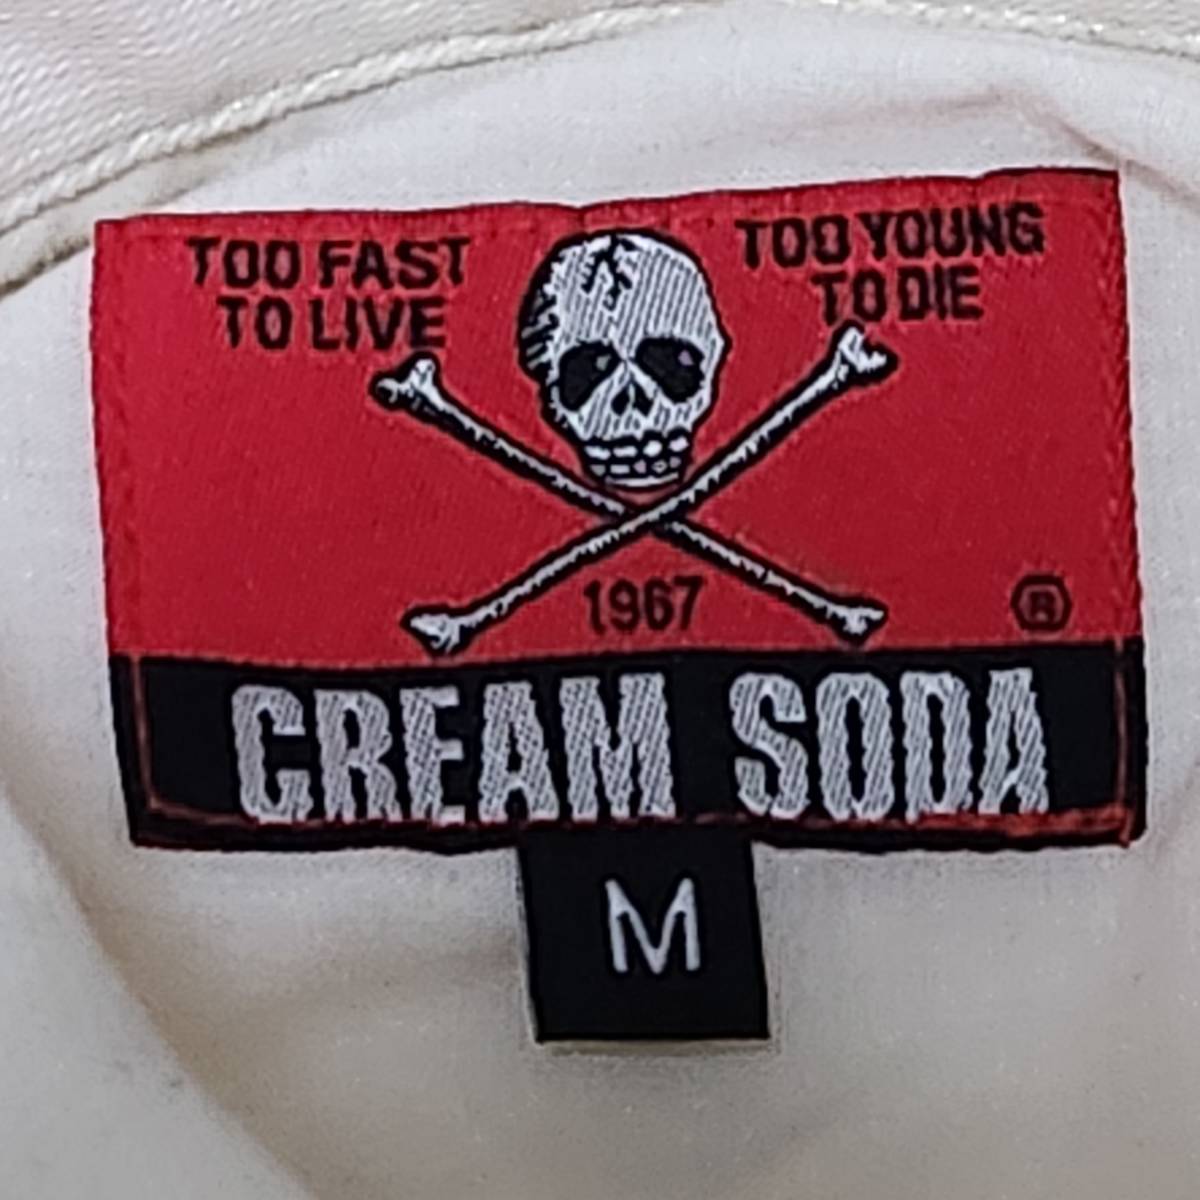 TOO FAST
TO LIVE
TOO YOUNG
TO DIE
1967
®
CREAM SODA
M